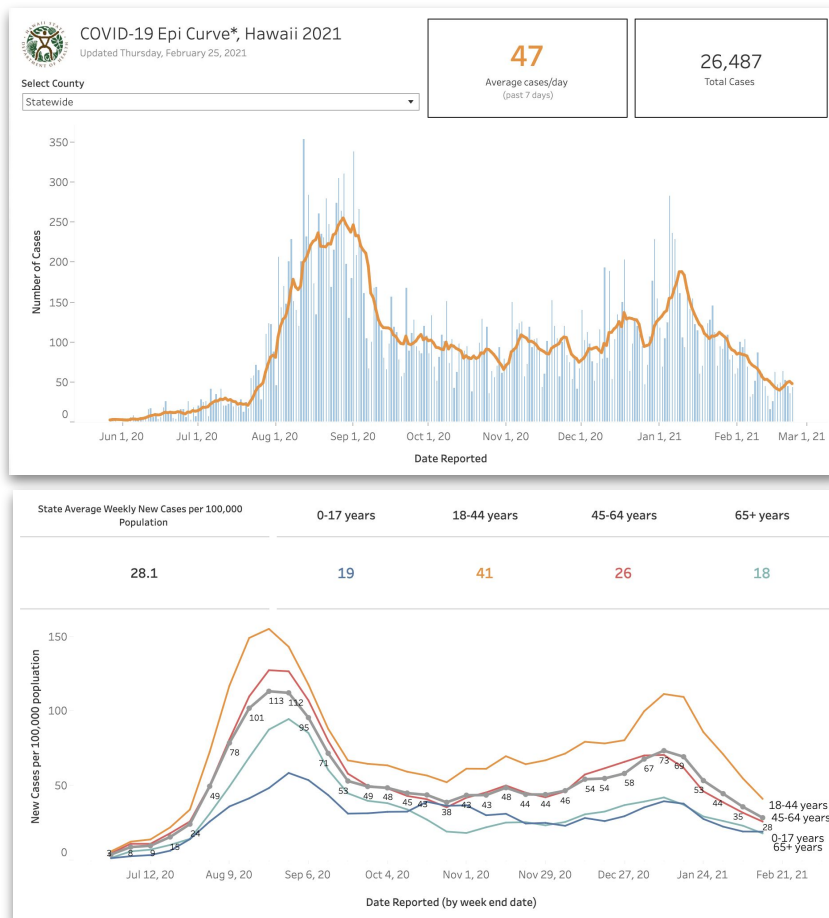 COVID-19 Epi Curve*, Hawaii 2021
Updated Thursday, February 25, 2021
Select County
Statewide
47
Average cases/day
(past 7 days)
26,487
Total Cases
Number of Cases
350
300
250
200
150
100
50
0
Jun 1, 20
Jul 1, 20
Aug 1, 20
Sep 1, 20
Oct 1, 20
Nov 1, 20
Dec 1, 20
Jan 1, 21
Feb 1, 21
Mar 1, 21
Date Reported
State Average Weekly New Cases per 100,000
Population
0-17 years
18-44 years
45-64 years
65+ years
28.1
19
41
26
18
New Cases per 100,000 popluation
150
100
50
0
3
8
9
15
24
49
78
101
113
112
95
71
53
49
48
45
43
38
43
43
48
44
44
46
54
54
58
67
73
69
53
44
35
28
18-44 years
45-64 years
0-17 years
65+ years
Jul 12, 20
Aug 9, 20
Sep 6, 20
Oct 4, 20
Nov 1, 20
Nov 29, 20
Dec 27, 20
Jan 24, 21
Feb 21, 21
Date Reported (by week end date)